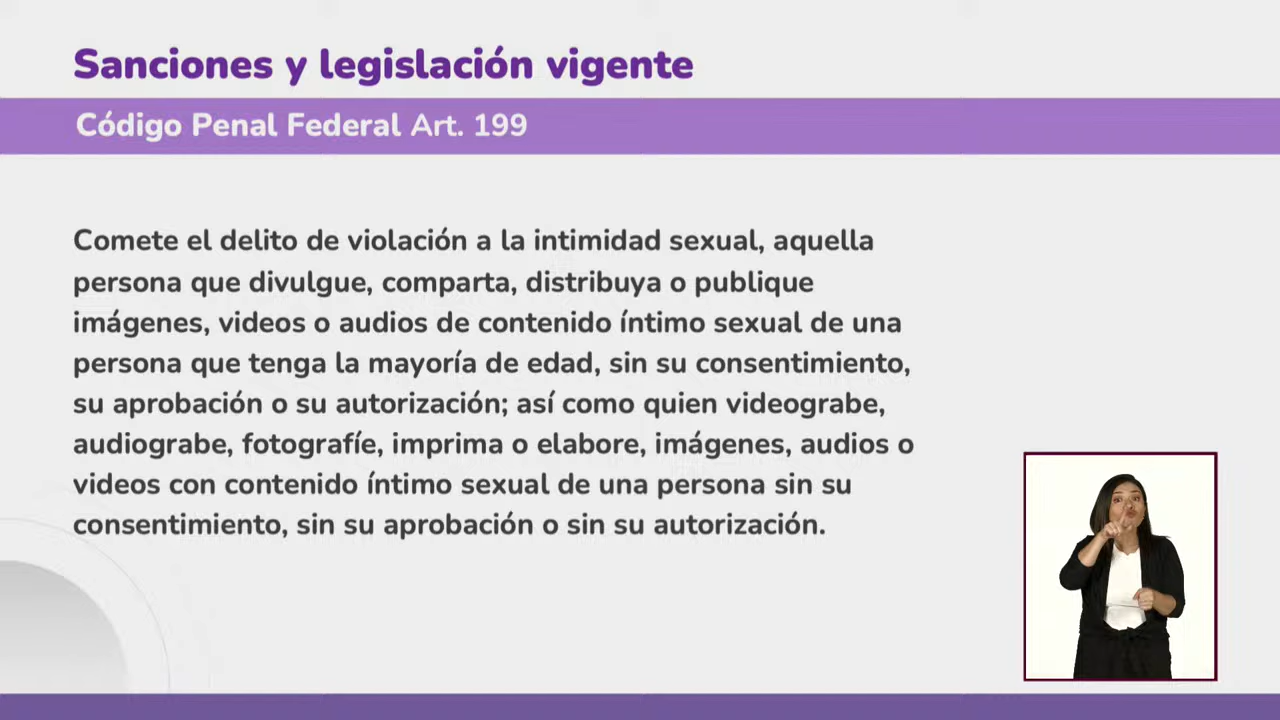 Sanciones y legislación vigente
Código Penal Federal Art. 199
Comete el delito de violación a la intimidad sexual, aquella
persona que divulgue, comparta, distribuya o publique
imágenes, videos o audios de contenido íntimo sexual de una
persona que tenga la mayoría de edad, sin su consentimiento,
su aprobación o su autorización; así como quien videograbe,
audiograbe, fotografíe, imprima o elabore, imágenes, audios o
videos con contenido íntimo sexual de una persona sin su
consentimiento, sin su aprobación o sin su autorización.